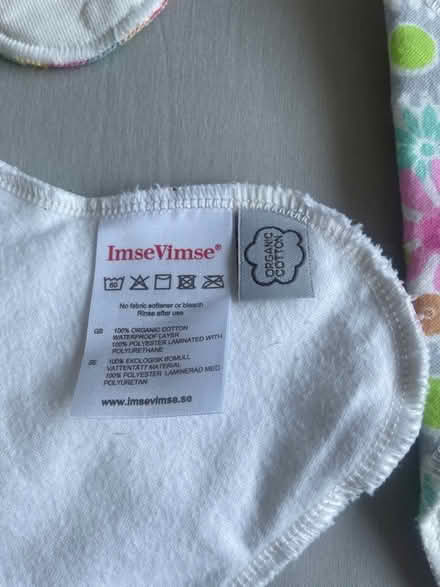 ImseVimse®
60
No fabric softener or bleach
Rinse after use
GB 100% ORGANIC COTTON
WATERPROOF LAYER
100% POLYESTER LAMINATED WITH
POLYURETHANE
SE 100% EKOLOGISK BOMULL
VATTENTÄTT MATERIAL
100% POLYESTER LAMINERAD MED
POLYURETAN
www.imsevimse.se
ORGANIC
COTTON